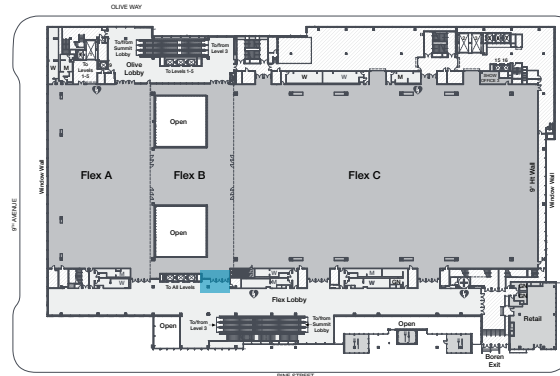 OLIVE WAY
To/from
Summit
Lobby
To/from
Level 3
Olive
Lobby
To
Levels
1-5
To Levels 1-5
W
M
W
W
M
15 16
SHOW
OFFICE
Open
Flex A
Flex B
Flex C
Open
9TH AVENUE
Window Wall
9' Ht Wall
Window Wall
M
W
M
W
W
M
M
W
GN
To All Levels
Flex Lobby
Open
To/from
Level 3
To/from
Summit
Lobby
Open
Retail
Boren
Exit
PINE STREET